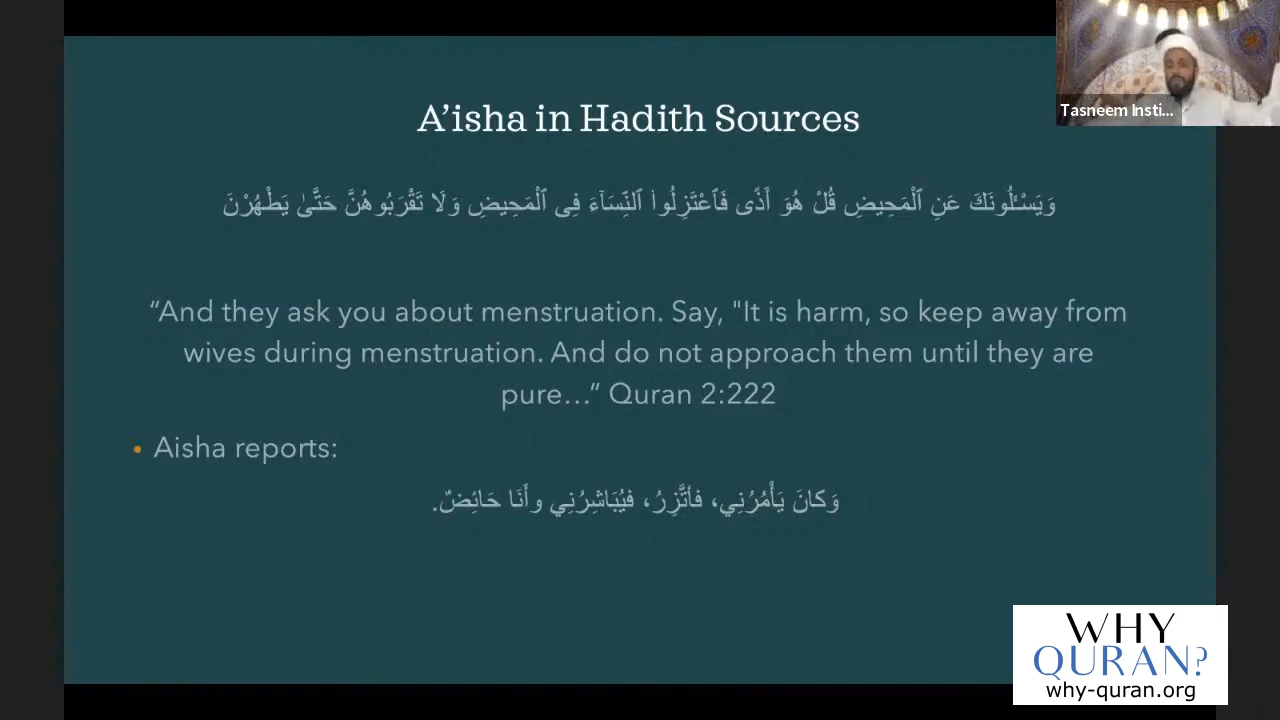 Tasneem Insti...
A'isha in Hadith Sources
وَيَسْـَٔلُونَكَ عَنِ ٱلْمَحِيضِ قُلْ هُوَ أَذًى فَٱعْتَزِلُوا۟ ٱلنِّسَآءَ فِى ٱلْمَحِيضِ وَلَا تَقْرَبُوهُنَّ حَتَّىٰ يَطْهُرْنَ
“And they ask you about menstruation. Say, "It is harm, so keep away from
wives during menstruation. And do not approach them until they are
pure...” Quran 2:222
• Aisha reports:
وَكانَ يَأْمُرُنِي، فأتَّزِرُ، فيُبَاشِرُنِي وأَنَا حَائِضٌ.
WHY
QURAN?
why-quran.org